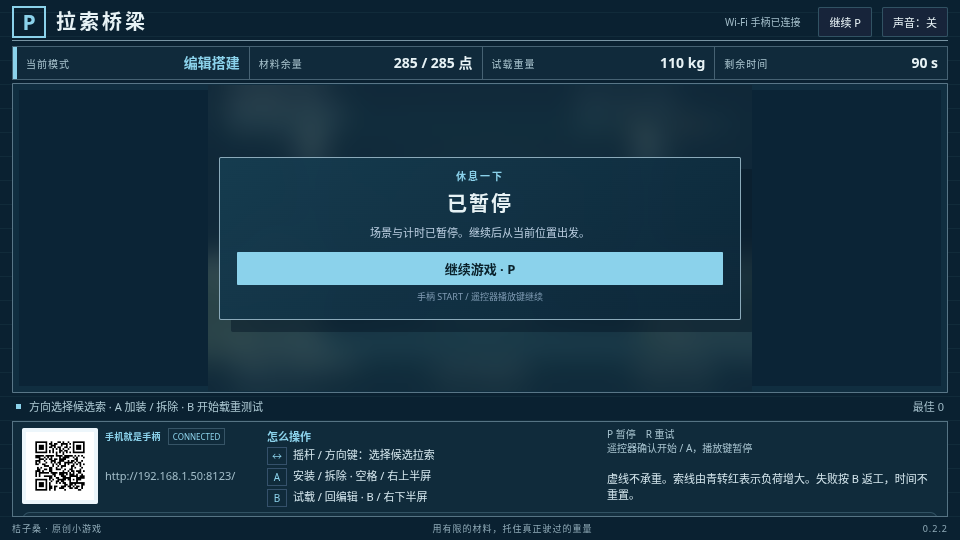 P 拉索桥梁 Wi-Fi 手柄已连接 继续 P 声音: 关
当前模式 编辑搭建 材料余量 285 / 285 点 试载重量 110 kg 剩余时间 90 s
休息一下
已暂停
场景与计时已暂停。继续后从当前位置出发。
继续游戏 · P
手柄 START / 遥控器播放键继续
方向选择候选索 · A 加装 / 拆除 · B 开始载重测试 最佳 0
手机就是手柄 CONNECTED
http://192.168.1.50:8123/
怎么操作
↔ 摇杆 / 方向键: 选择候选拉索
A 安装 / 拆除 · 空格 / 右上半屏
B 试载 / 回编辑 · B / 右下半屏
P 暂停 R 重试
遥控器确认开始 / A，播放键暂停
虚线不承重。索线由青转红表示负荷增大。失败按 B 返工，时间不
重置。
桔子桑 · 原创小游戏 用有限的材料，托住真正驶过的重量 0.2.2